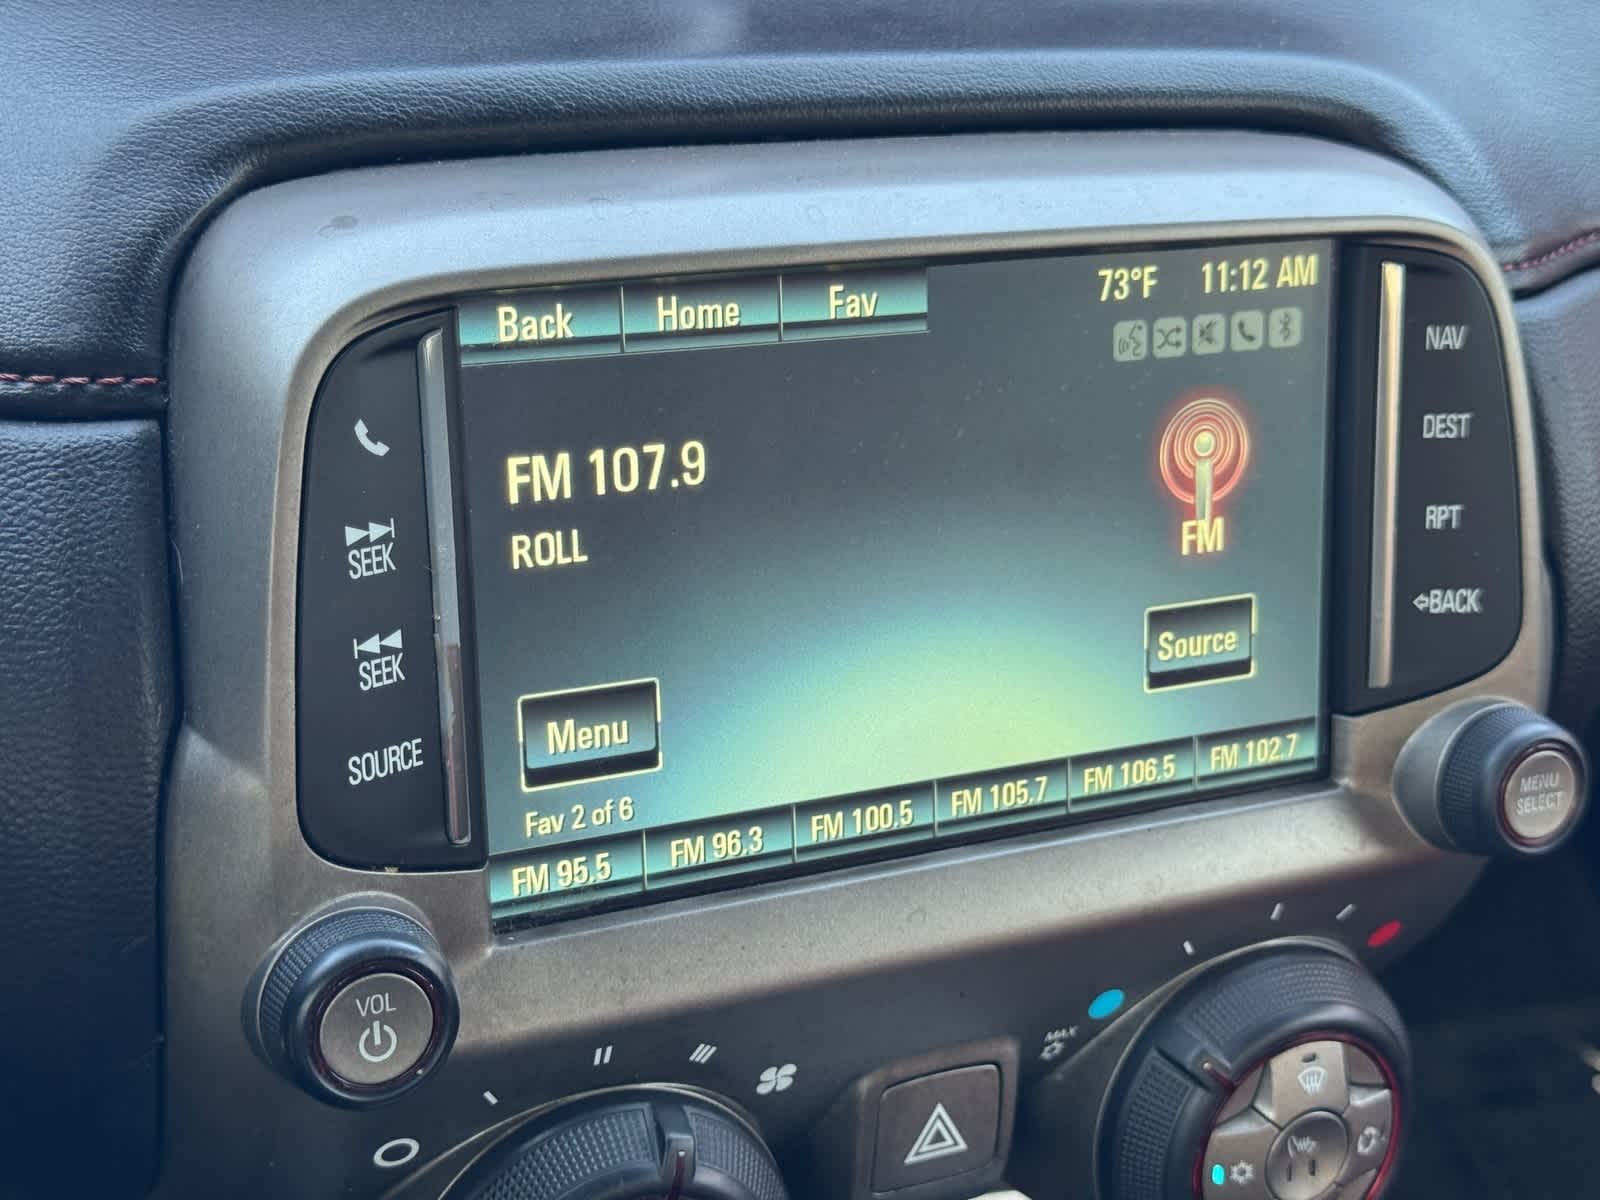 Back Home Fav 73°F 11:12 AM
FM 107.9
ROLL
FM
Source
Menu
Fav 2 of 6
FM 95.5 FM 96.3 FM 100.5 FM 105.7 FM 106.5 FM 102.7
SEEK
SEEK
SOURCE
NAV
DEST
RPT
BACK
MENU
SELECT
VOL
MAX